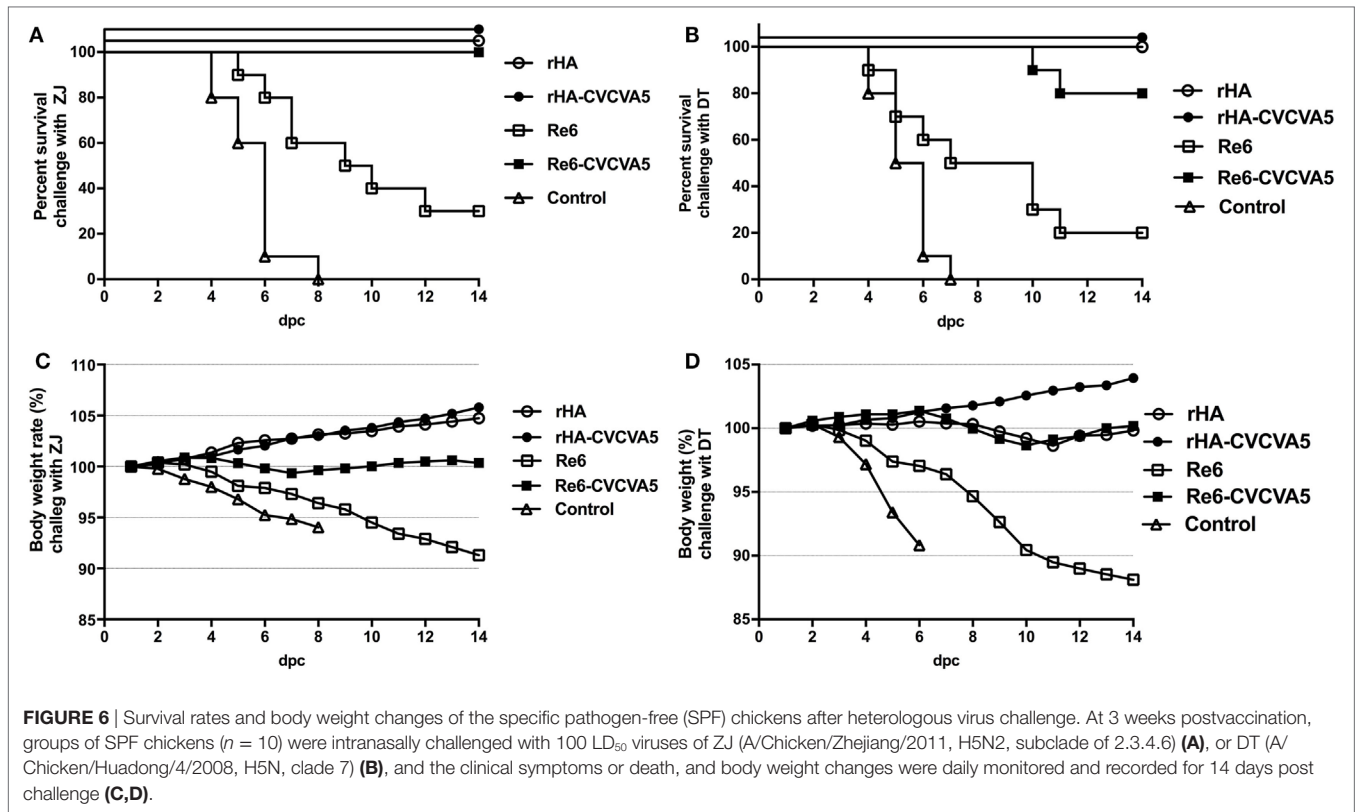 A
Percent survival
challenge with ZJ
100
80
60
40
20
0
0 2 4 6 8 10 12 14
dpc
rHA
rHA-CVCVA5
Re6
Re6-CVCVA5
Control
B
Percent survival
challenge with DT
100
80
60
40
20
0
0 2 4 6 8 10 12 14
dpc
rHA
rHA-CVCVA5
Re6
Re6-CVCVA5
Control
C
Body weight rate (%)
challeg with ZJ
110
105
100
95
90
85
0 2 4 6 8 10 12 14
dpc
rHA
rHA-CVCVA5
Re6
Re6-CVCVA5
Control
D
Body weight (%)
challenge wit DT
105
100
95
90
85
0 2 4 6 8 10 12 14
dpc
rHA
rHA-CVCVA5
Re6
Re6-CVCVA5
Control
FIGURE 6 | Survival rates and body weight changes of the specific pathogen-free (SPF) chickens after heterologous virus challenge. At 3 weeks postvaccination,
groups of SPF chickens (n = 10) were intranasally challenged with 100 LD50 viruses of ZJ (A/Chicken/Zhejiang/2011, H5N2, subclade of 2.3.4.6) (A), or DT (A/
Chicken/Huadong/4/2008, H5N, clade 7) (B), and the clinical symptoms or death, and body weight changes were daily monitored and recorded for 14 days post
challenge (C,D).